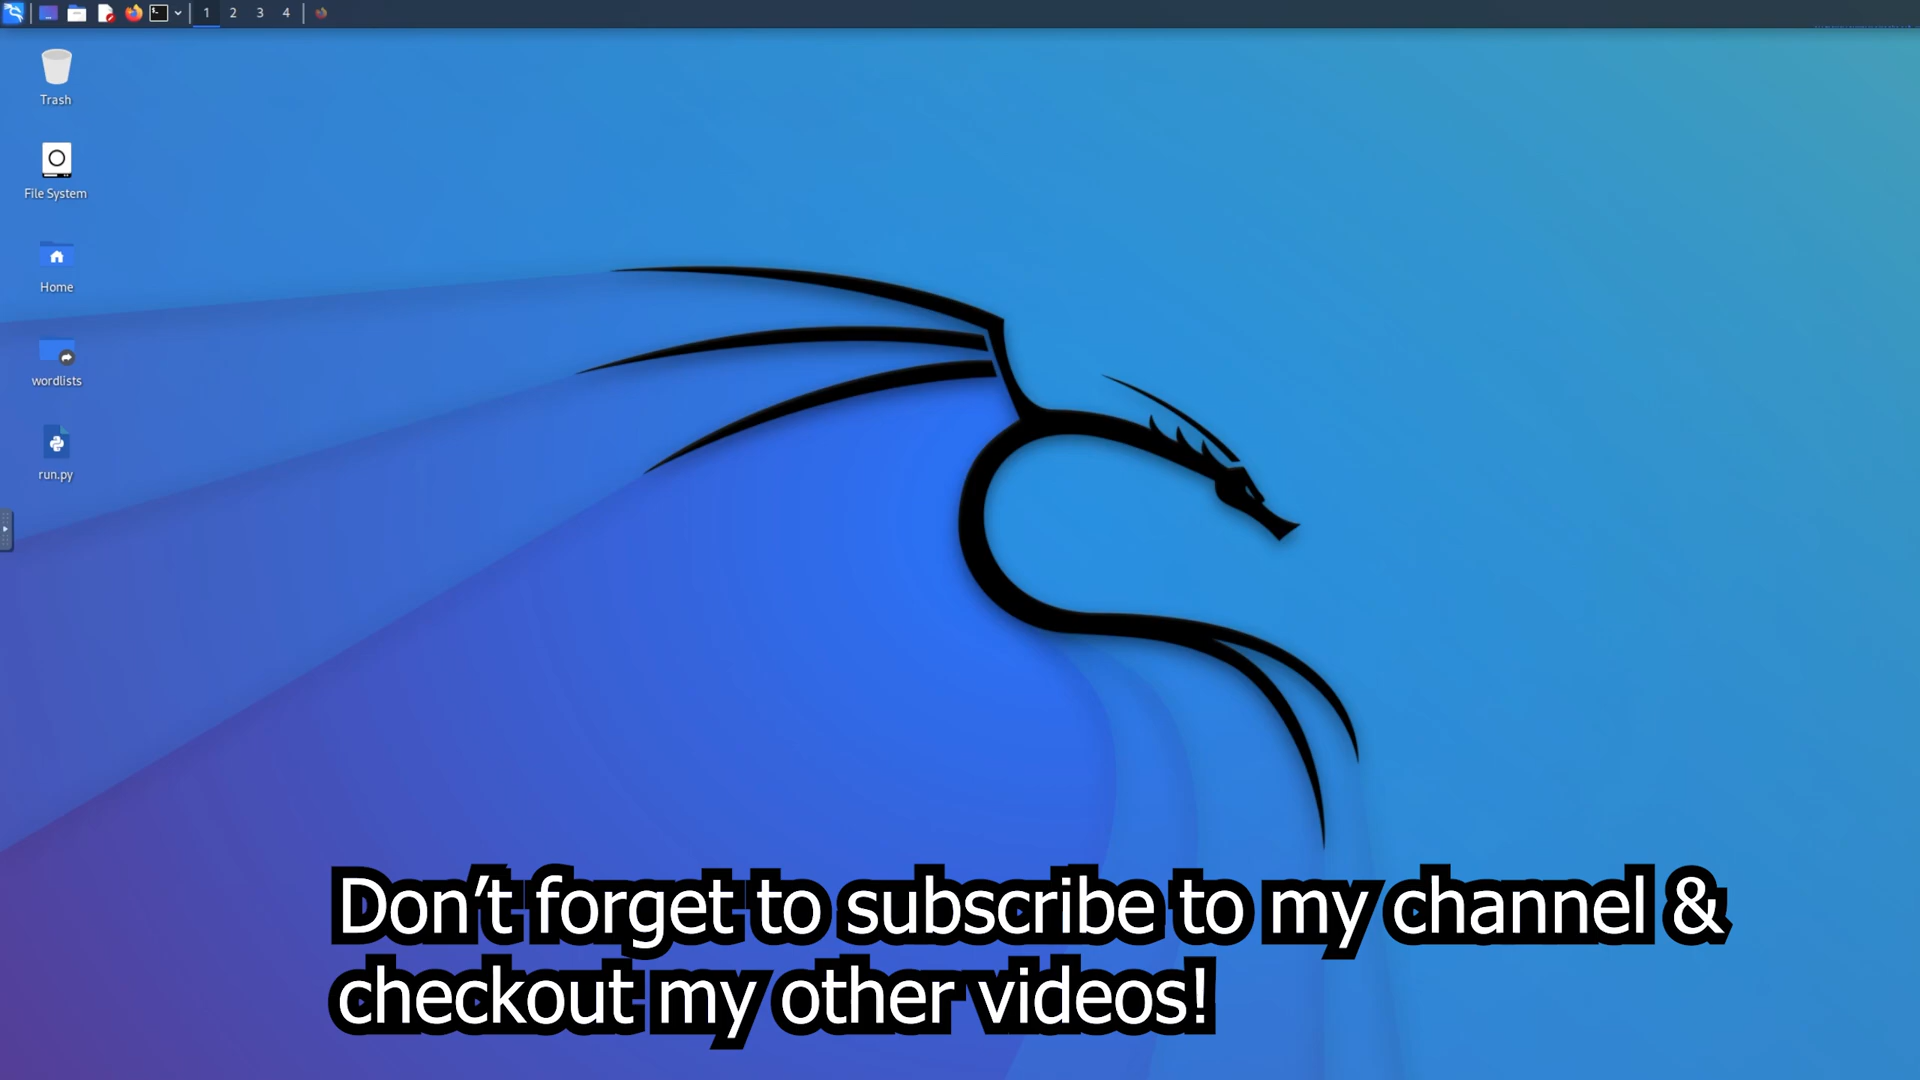 1 2 3 4
Trash
File System
Home
wordlists
run.py
Don’t forget to subscribe to my channel &
checkout my other videos!